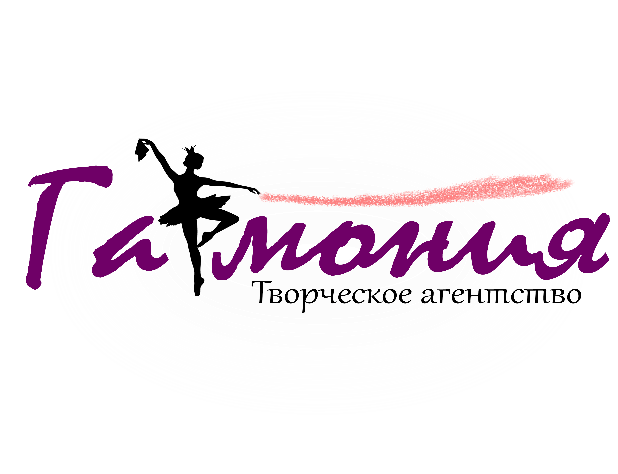 Гармония
Творческое агентство